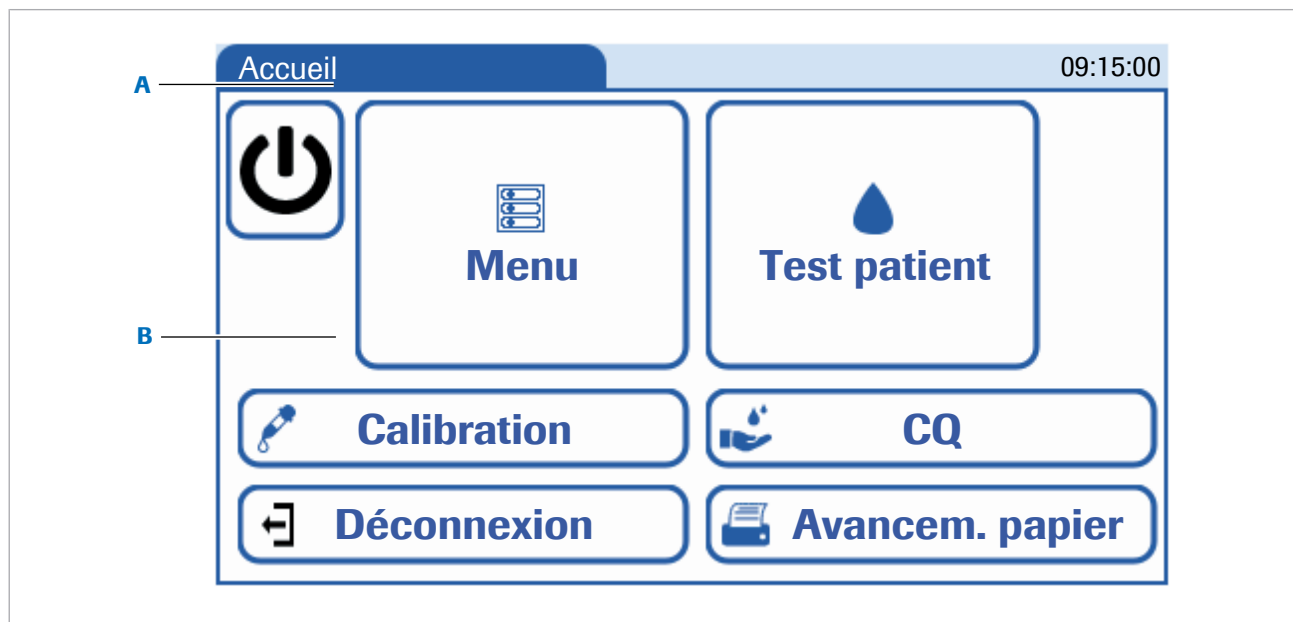 Accueil 09:15:00
A
Menu Test patient
B
Calibration CQ
Déconnexion Avancem. papier